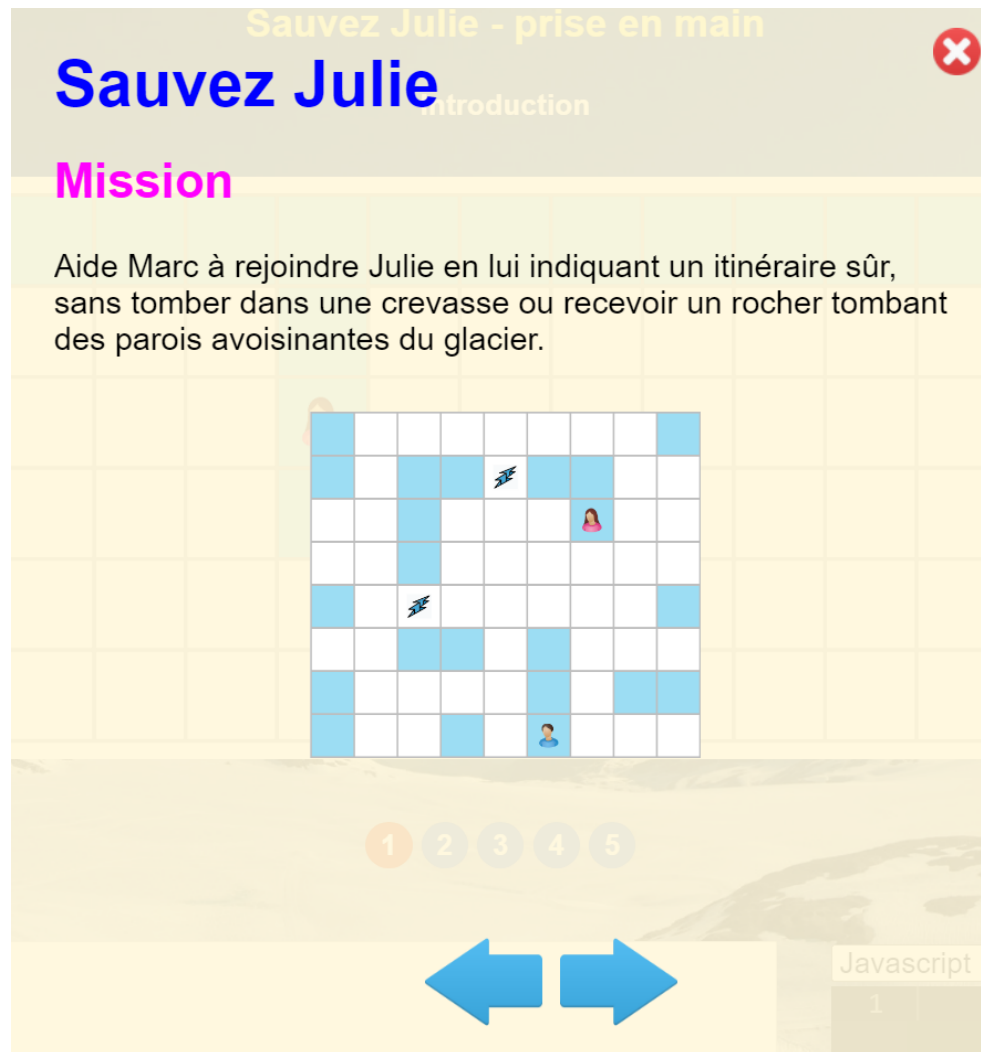 Sauvez Julie - prise en main
Sauvez Julie
introduction
Mission
Aide Marc à rejoindre Julie en lui indiquant un itinéraire sûr,
sans tomber dans une crevasse ou recevoir un rocher tombant
des parois avoisinantes du glacier.
1 2 3 4 5
Javascript
1